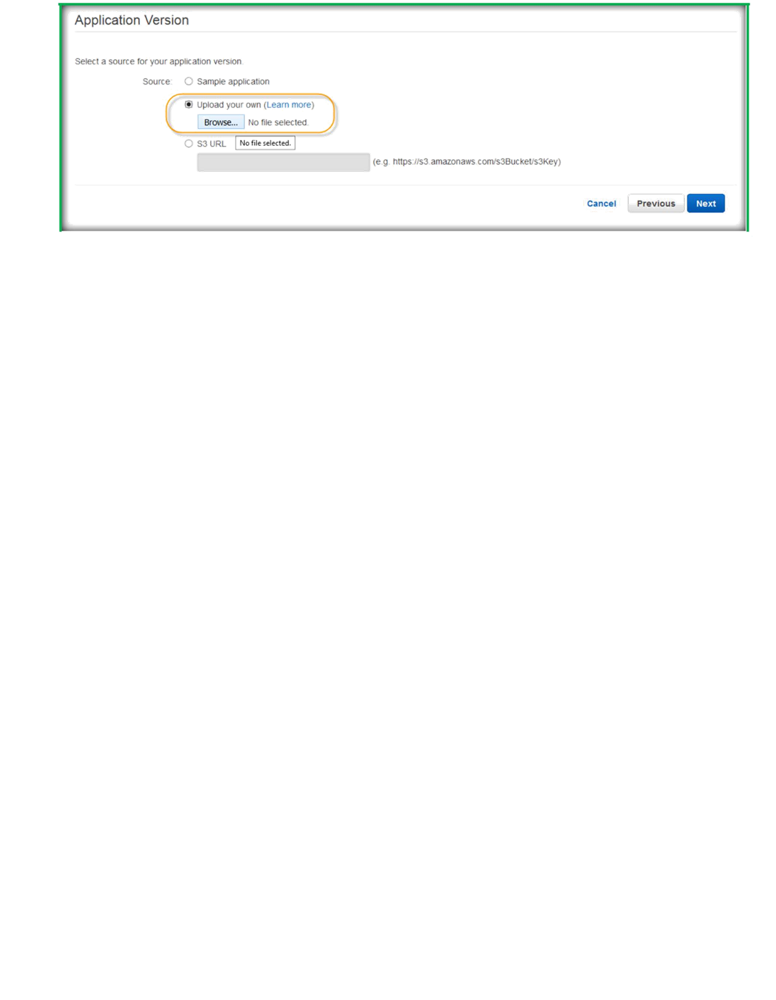 Application Version
Select a source for your application version.
Source: Sample application
Upload your own (Learn more)
Browse... No file selected.
S3 URL No file selected.
(e.g. https://s3.amazonaws.com/s3Bucket/s3Key)
Cancel Previous Next